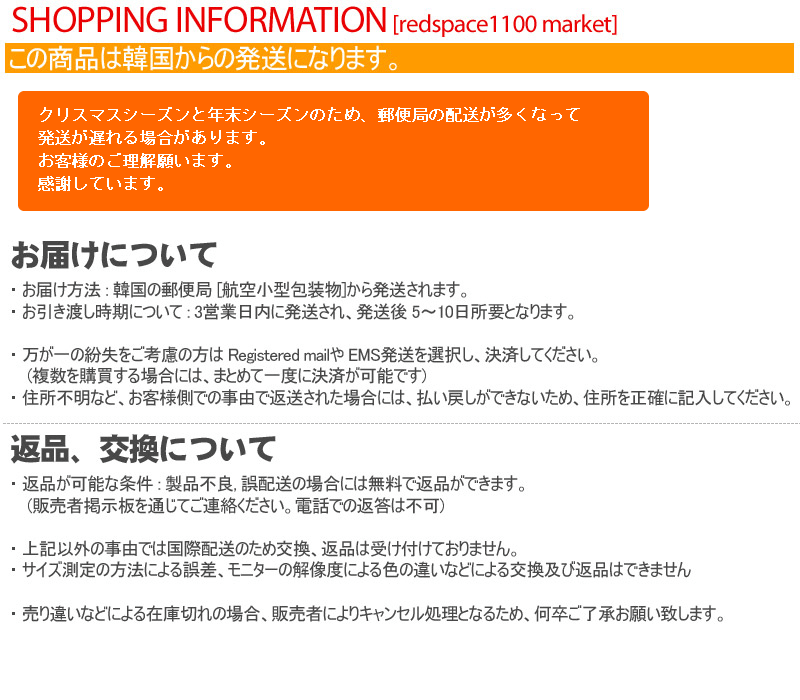 SHOPPING INFORMATION [redspace1100 market]
この商品は韓国からの発送になります。
クリスマスシーズンと年末シーズンのため、郵便局の配送が多くなって
発送が遅れる場合があります。
お客様のご理解願います。
感謝しています。
お届けについて
・お届け方法 : 韓国の郵便局 [航空小型包装物]から発送されます。
・お引き渡し時期について : 3営業日内に発送され、発送後 5～10日所要となります。
・万が一の紛失をご考慮の方は Registered mailや EMS発送を選択し、決済してください。
（複数を購買する場合には、まとめて一度に決済が可能です）
・住所不明など、お客様側での事由で返送された場合には、払い戻しができないため、住所を正確に記入してください。
返品、交換について
・返品が可能な条件 : 製品不良, 誤配送の場合には無料で返品ができます。
（販売者掲示板を通じてご連絡ください。電話での返答は不可）
・上記以外の事由では国際配送のため交換、返品は受け付けておりません。
・サイズ測定の方法による誤差、モニターの解像度による色の違いなどによる交換及び返品はできません
・売り違いなどによる在庫切れの場合、販売者によりキャンセル処理となるため、何卒ご了承お願い致します。